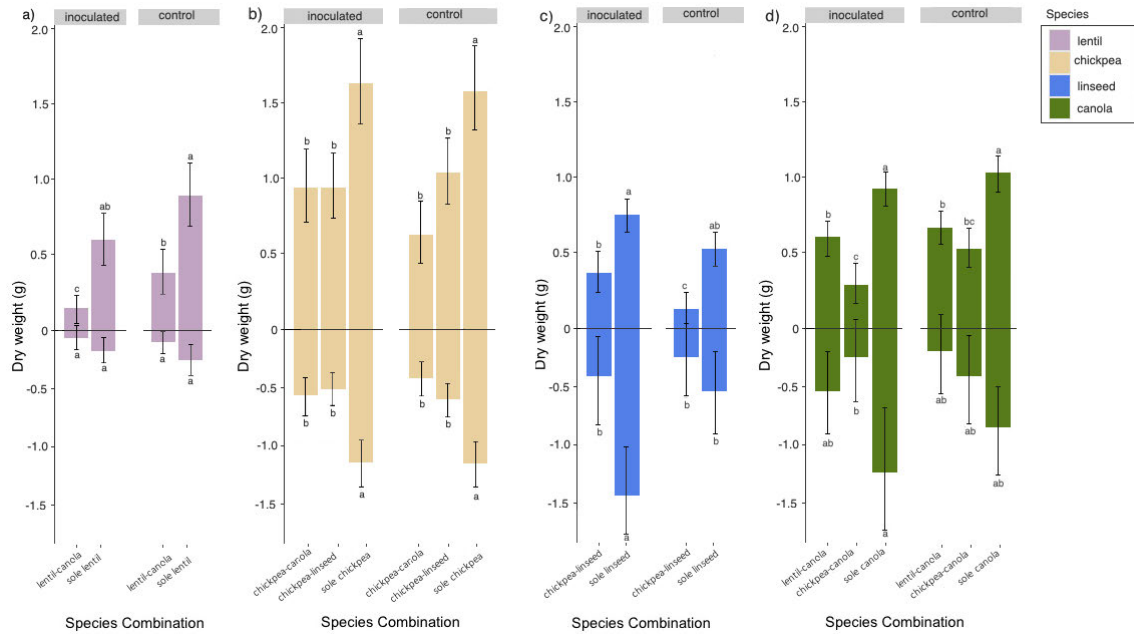 a)
inoculated
control
2.0
1.5
1.0
0.5
0
-0.5
-1.0
-1.5
Dry weight (g)
c
ab
b
a
a
a
a
a
lentil-canola
sole lentil
lentil-canola
sole lentil
Species Combination
b)
inoculated
control
2.0
1.5
1.0
0.5
0
-0.5
-1.0
-1.5
Dry weight (g)
b
b
a
b
b
a
b
b
a
b
b
a
chickpea-canola
chickpea-linseed
sole chickpea
chickpea-canola
chickpea-linseed
sole chickpea
Species Combination
c)
inoculated
control
2.0
1.5
1.0
0.5
0
-0.5
-1.0
-1.5
Dry weight (g)
b
a
c
ab
b
a
b
b
chickpea-linseed
sole linseed
chickpea-linseed
sole linseed
Species Combination
d)
inoculated
control
2.0
1.5
1.0
0.5
0
-0.5
-1.0
-1.5
Dry weight (g)
b
c
a
b
bc
a
ab
b
a
ab
ab
ab
lentil-canola
chickpea-canola
sole canola
lentil-canola
chickpea-canola
sole canola
Species Combination
Species
lentil
chickpea
linseed
canola